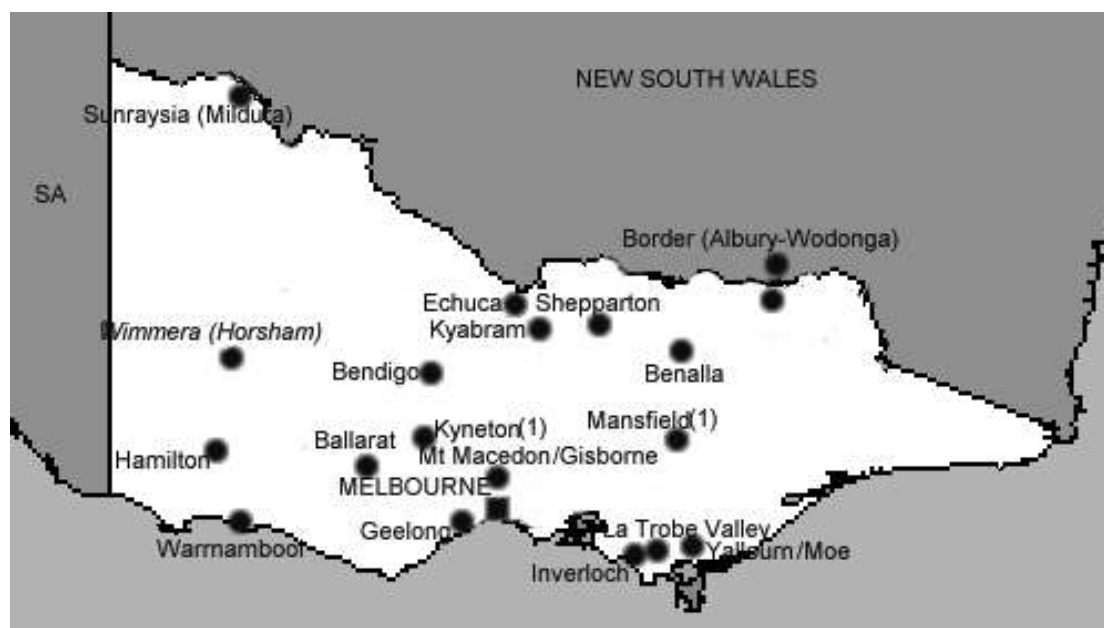 NEW SOUTH WALES
Sunraysia (Mildura)
SA
Border (Albury-Wodonga)
Echuca
Shepparton
Kyabram
Wimmera (Horsham)
Bendigo
Benalla
Mansfield (1)
Kyneton (1)
Ballarat
Mt Macedon/Gisborne
Hamilton
MELBOURNE
Geelong
La Trobe Valley
Warrnambool
Yallourn/Moe
Inverloch